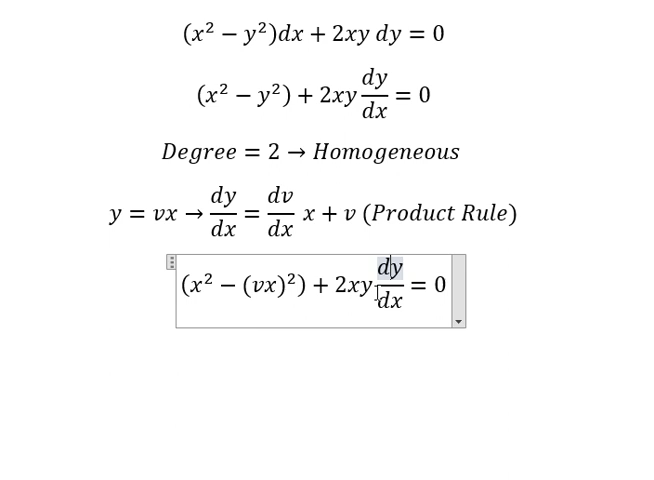 (x² − y²)dx + 2xy dy = 0
(x² − y²) + 2xy dy/dx = 0
Degree = 2 → Homogeneous
y = vx → dy/dx = dv/dx x + v (Product Rule)
(x² − (vx)²) + 2xy dy/dx = 0